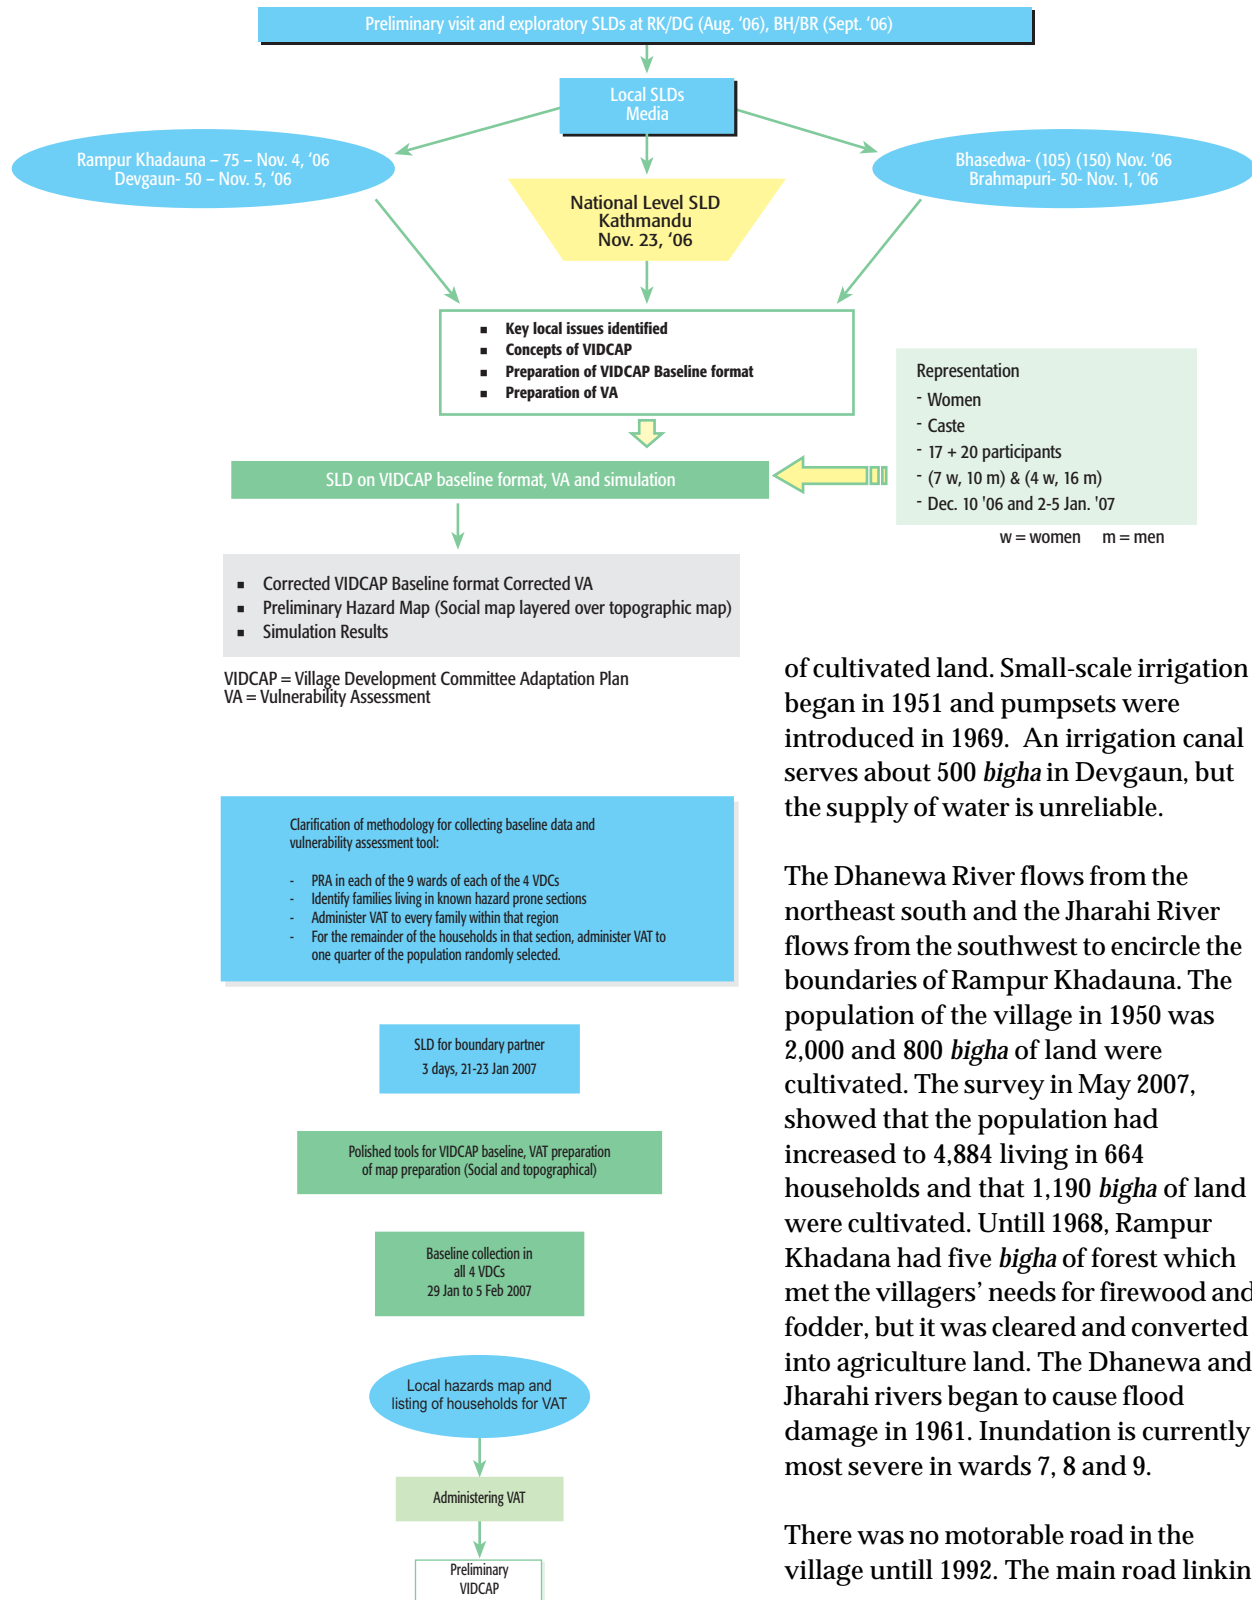 Preliminary visit and exploratory SLDs at RK/DG (Aug. ‘06), BH/BR (Sept. ‘06)
Local SLDs
Media
Rampur Khadauna – 75 – Nov. 4, ‘06
Devgaun- 50 – Nov. 5, ‘06
National Level SLD
Kathmandu
Nov. 23, ‘06
Bhasedwa- (105) (150) Nov. ‘06
Brahmapuri- 50- Nov. 1, ‘06
■ Key local issues identified
■ Concepts of VIDCAP
■ Preparation of VIDCAP Baseline format
■ Preparation of VA
Representation
- Women
- Caste
- 17 + 20 participants
- (7 w, 10 m) & (4 w, 16 m)
- Dec. 10 '06 and 2-5 Jan. '07
w = women m = men
SLD on VIDCAP baseline format, VA and simulation
■ Corrected VIDCAP Baseline format Corrected VA
■ Preliminary Hazard Map (Social map layered over topographic map)
■ Simulation Results
VIDCAP = Village Development Committee Adaptation Plan
VA = Vulnerability Assessment
Clarification of methodology for collecting baseline data and
vulnerability assessment tool:
- PRA in each of the 9 wards of each of the 4 VDCs
- Identify families living in known hazard prone sections
- Administer VAT to every family within that region
- For the remainder of the households in that section, administer VAT to
one quarter of the population randomly selected.
SLD for boundary partner
3 days, 21-23 Jan 2007
Polished tools for VIDCAP baseline, VAT preparation
of map preparation (Social and topographical)
Baseline collection in
all 4 VDCs
29 Jan to 5 Feb 2007
Local hazards map and
listing of households for VAT
Administering VAT
Preliminary
VIDCAP
of cultivated land. Small-scale irrigation
began in 1951 and pumpsets were
introduced in 1969. An irrigation canal
serves about 500 bigha in Devgaun, but
the supply of water is unreliable.
The Dhanewa River flows from the
northeast south and the Jharahi River
flows from the southwest to encircle the
boundaries of Rampur Khadauna. The
population of the village in 1950 was
2,000 and 800 bigha of land were
cultivated. The survey in May 2007,
showed that the population had
increased to 4,884 living in 664
households and that 1,190 bigha of land
were cultivated. Untill 1968, Rampur
Khadana had five bigha of forest which
met the villagers’ needs for firewood and
fodder, but it was cleared and converted
into agriculture land. The Dhanewa and
Jharahi rivers began to cause flood
damage in 1961. Inundation is currently
most severe in wards 7, 8 and 9.
There was no motorable road in the
village untill 1992. The main road linkin